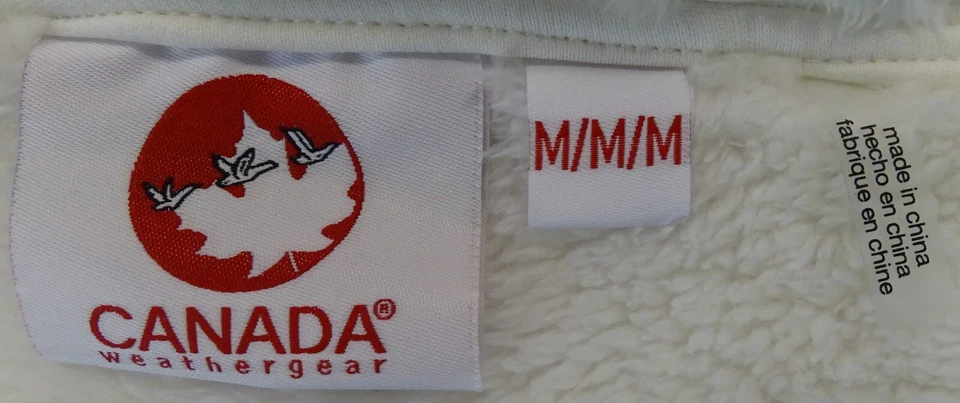 CANADA®
weathergear
M/M/M
made in china
hecho en china
fabrique en chine